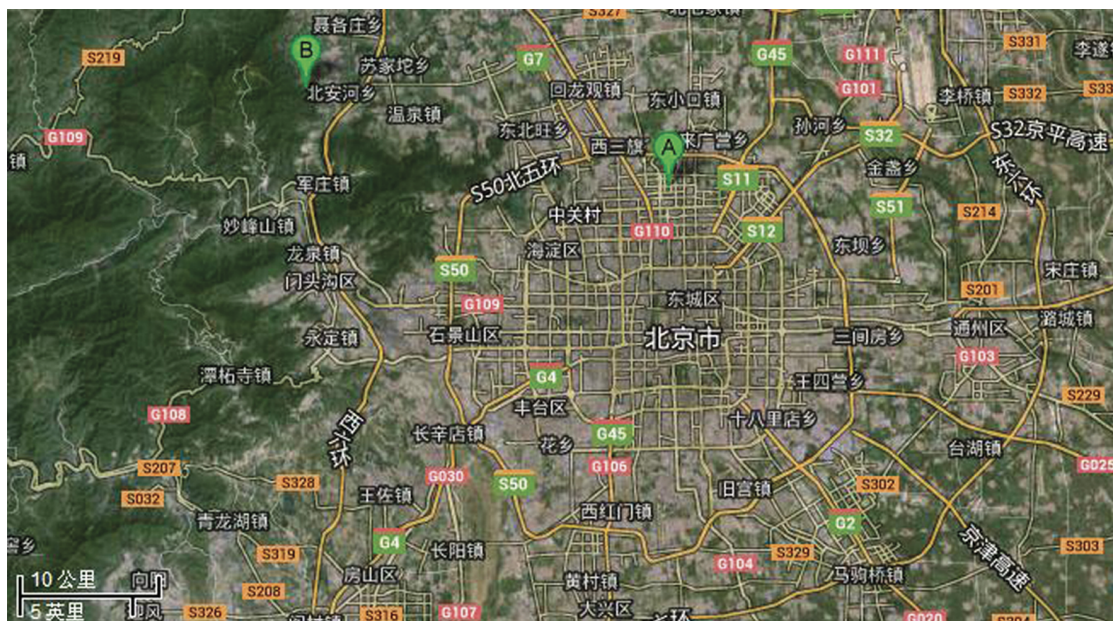 聂各庄乡
S327
S219
B
苏家坨乡
G7
G45
G111
S331
李遂
北安河乡
回龙观镇
东小口镇
G101
李桥镇
S332
S33
温泉镇
G109
镇
东北旺乡
西三旗
A
来广营乡
孙河乡
S32
S32京平高速
S50北五环
金盏乡
东六环
军庄镇
S11
S51
妙峰山镇
中关村
G110
S12
S214
龙泉镇
海淀区
东坝乡
门头沟区
S50
宋庄镇
S201
G109
东城区
永定镇
石景山区
北京市
三间房乡
通州区
潞城镇
G103
潭柘寺镇
G4
王四营乡
S229
G108
丰台区
十八里店乡
西六环
长辛店镇
花乡
G45
台湖镇
S207
G030
G106
G025
S328
S032
王佐镇
S50
旧宫镇
S302
青龙湖镇
西红门镇
G2
G4
长阳镇
京津高速
S319
S329
S303
G104
10 公里
房山区
黄村镇
马驹桥镇
S208
5 英里
S326
S316
G107
大兴区
G020